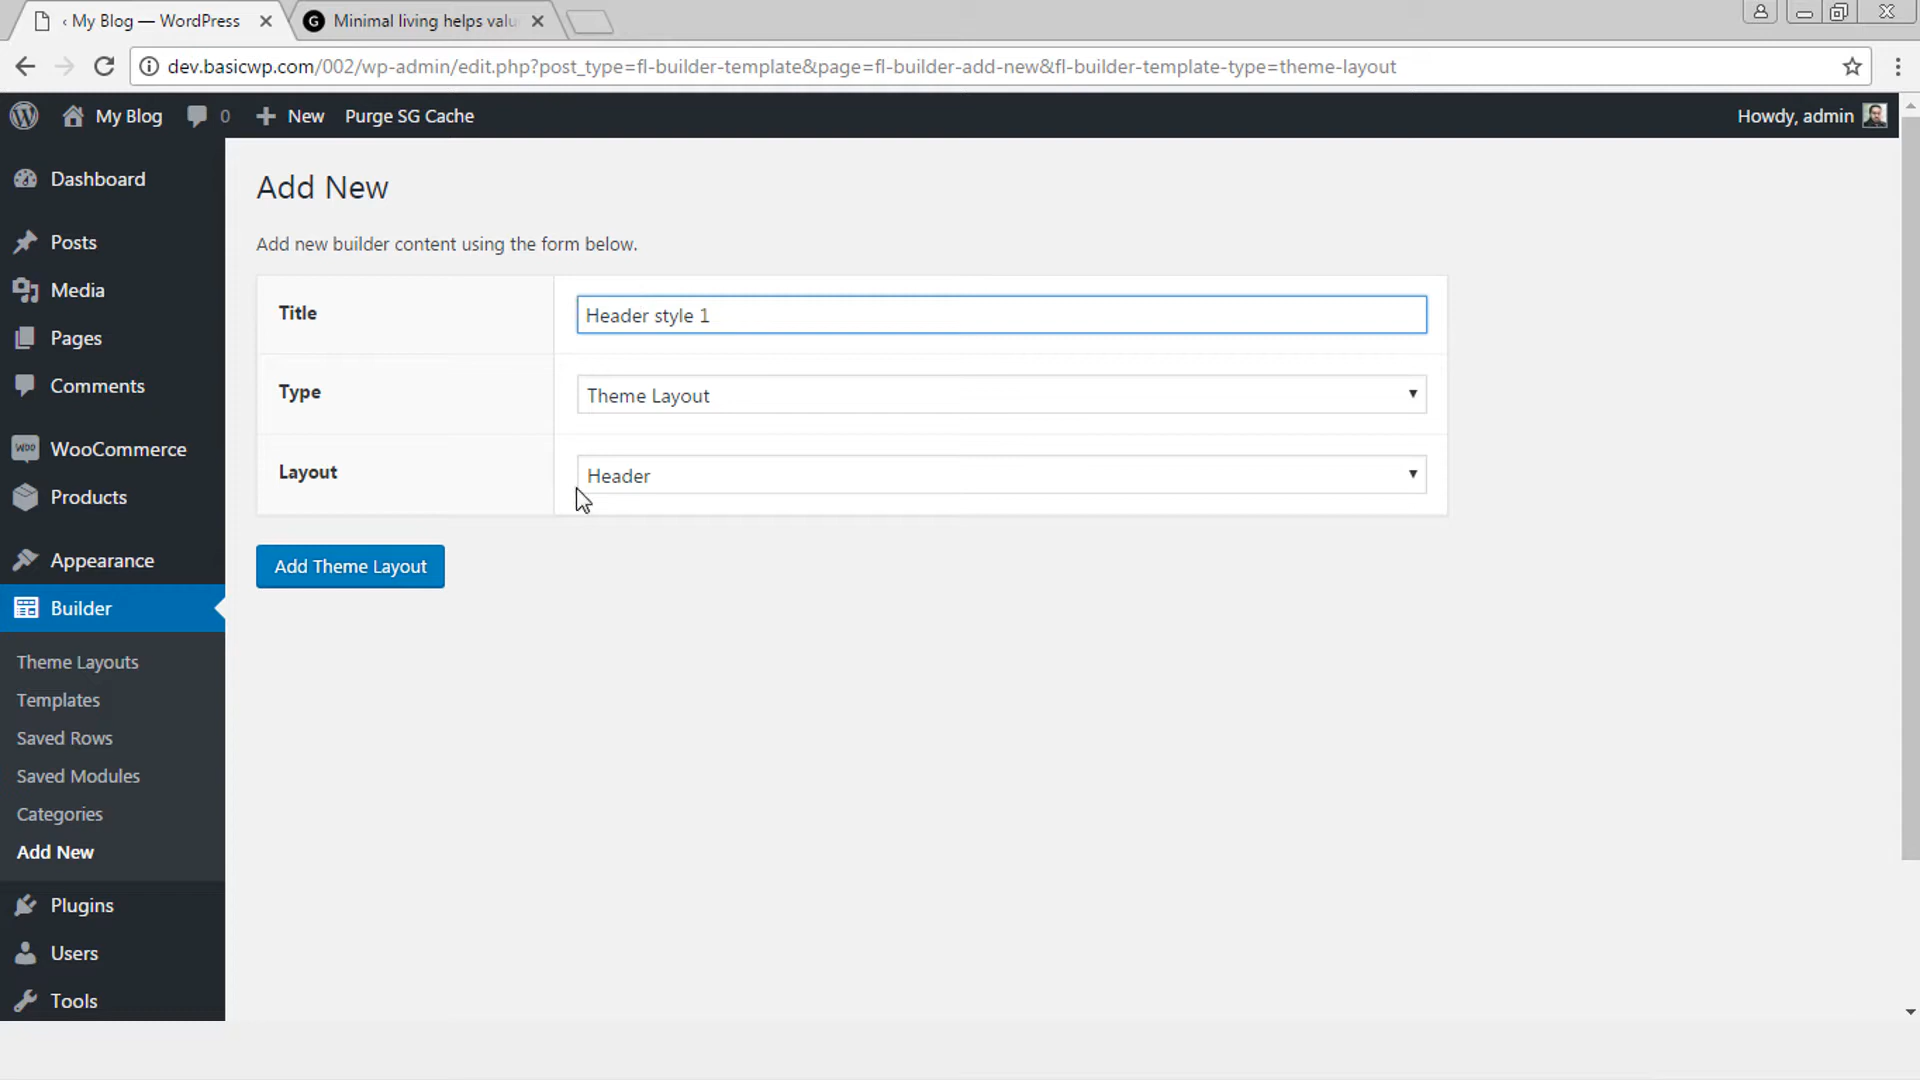 ‹ My Blog — WordPress
G Minimal living helps valu
dev.basicwp.com/002/wp-admin/edit.php?post_type=fl-builder-template&page=fl-builder-add-new&fl-builder-template-type=theme-layout
My Blog 0 New Purge SG Cache Howdy, admin
Dashboard
Posts
Media
Pages
Comments
WOO WooCommerce
Products
Appearance
Builder
Theme Layouts
Templates
Saved Rows
Saved Modules
Categories
Add New
Plugins
Users
Tools
Add New
Add new builder content using the form below.
Title Header style 1
Type Theme Layout
Layout Header
Add Theme Layout